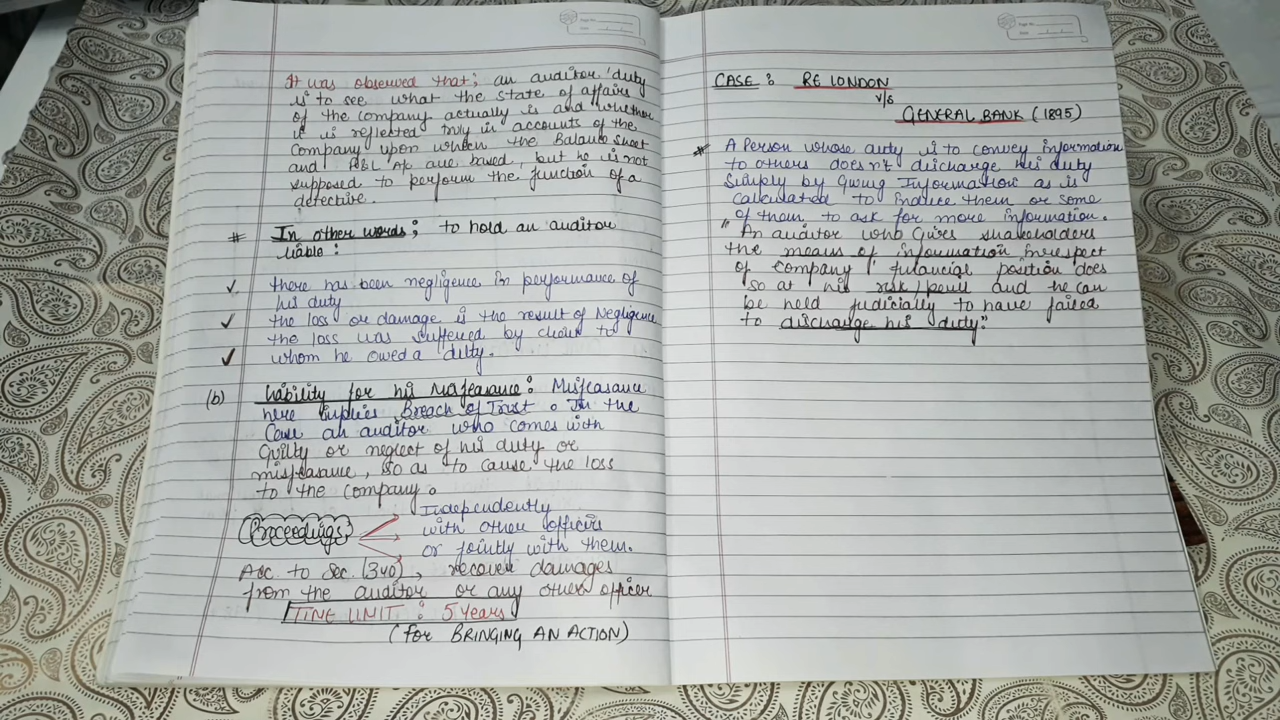 It was observed that; an auditor 'duty
is to see what the state of affairs
of the company actually is and whether
it is reflected truly in accounts of the
Company upon which the Balance sheet
and P&L A/c are based, but he is not
supposed to perform the function of a
detective.
# In other words; to hold an auditor
liable:
✓ there has been negligence in performance of
his duty
✓ the loss or damage is the result of Negligence
the loss was suffered by client to
✓ whom he owed a duty.
(b) liability for his Misfeasance: Misfeasance
here implies Breach of Trust. In the
Case an auditor who comes with
Guilty or neglect of his duty or
misfeasance, so as to cause the loss
to the company.
Proceedings
Independently
with other officers
or jointly with them.
Acc. to Sec. (340), recover damages
from the auditor or any other officer
TIME LIMIT : 5 Years
(for BRINGING AN ACTION)
CASE : RE LONDON
V/S
GENERAL BANK (1895)
* A Person whose duty is to convey information
to others does n't discharge his duty
Simply by Giving Information as is
calculated to induce them or some
of them to ask for more information.
" An auditor who Gives shareholders
the means of information in respect
of company' financial position does
so at his risk/peril and he can
be held judicially to have failed
to discharge his duty."